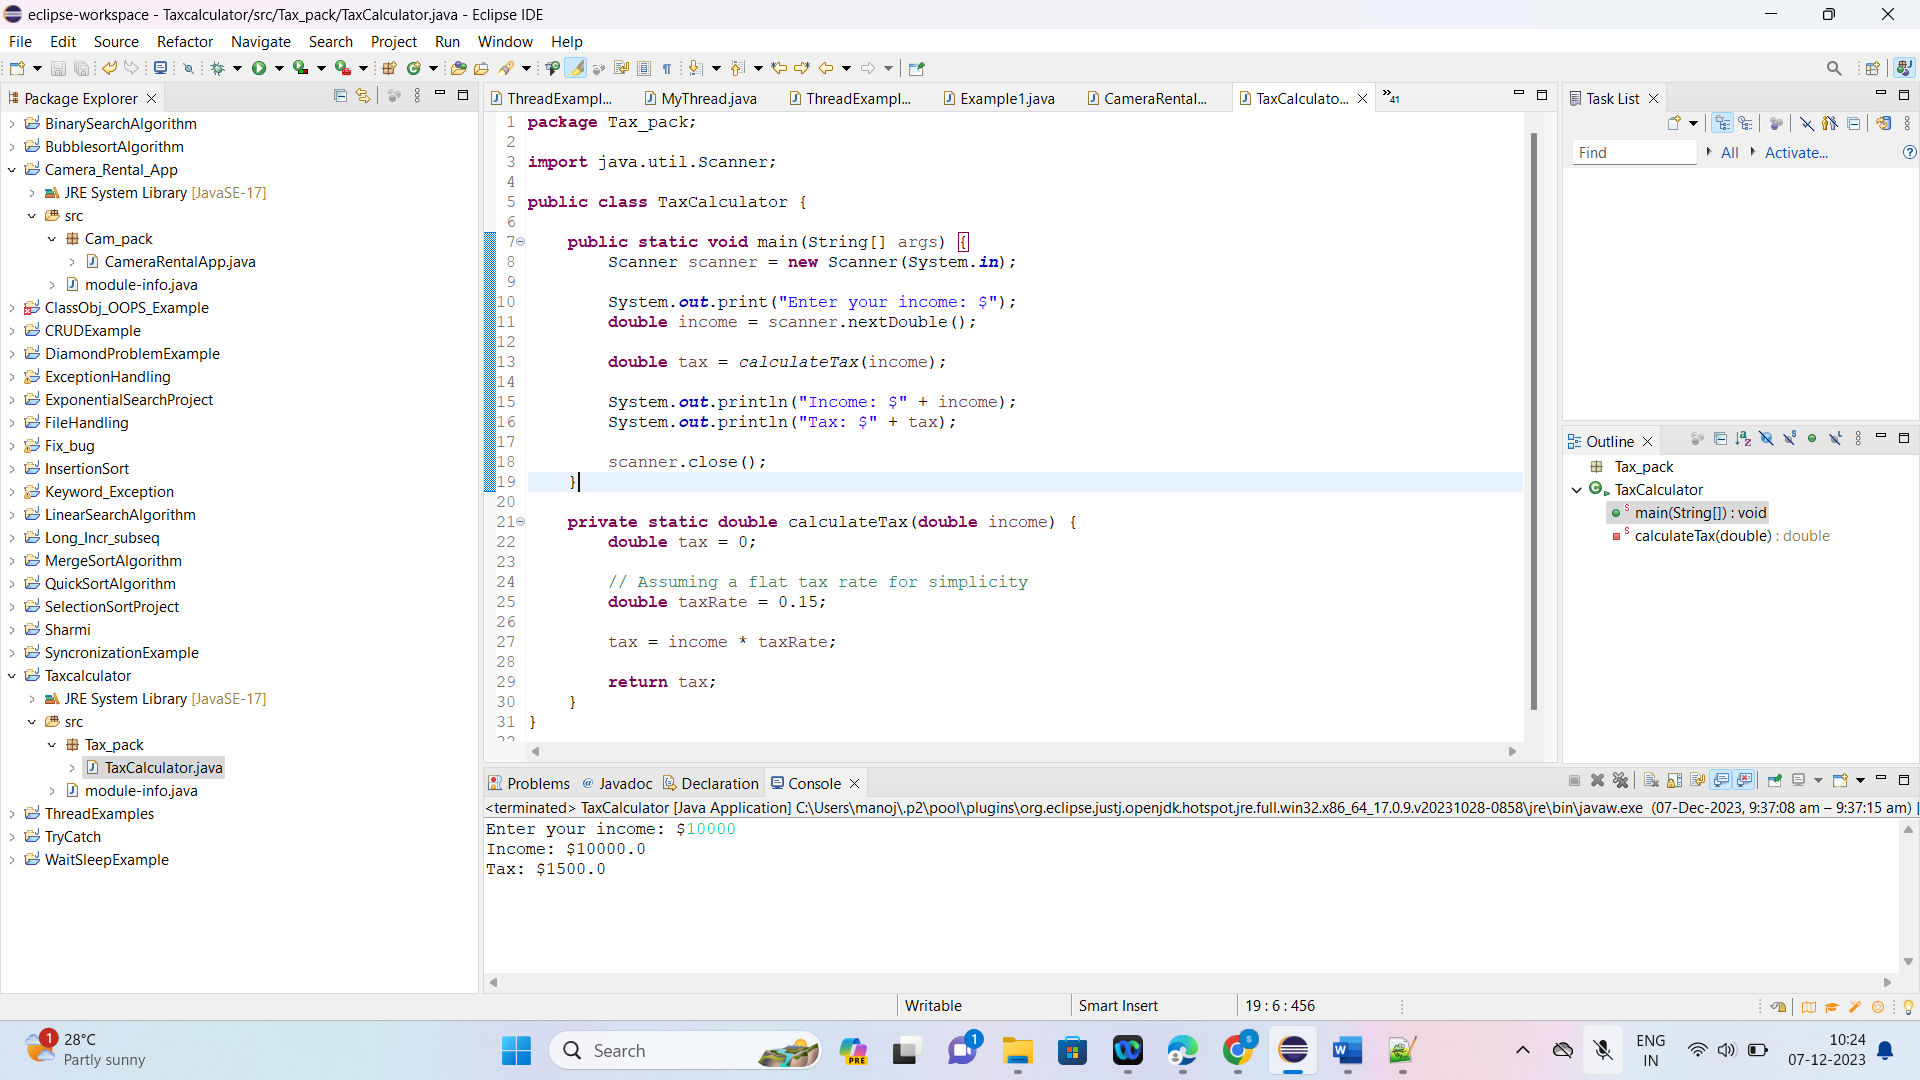 eclipse-workspace - Taxcalculator/src/Tax_pack/TaxCalculator.java - Eclipse IDE
File Edit Source Refactor Navigate Search Project Run Window Help
Package Explorer
BinarySearchAlgorithm
BubblesortAlgorithm
Camera_Rental_App
JRE System Library [JavaSE-17]
src
Cam_pack
CameraRentalApp.java
module-info.java
ClassObj_OOPS_Example
CRUDExample
DiamondProblemExample
ExceptionHandling
ExponentialSearchProject
FileHandling
Fix_bug
InsertionSort
Keyword_Exception
LinearSearchAlgorithm
Long_Incr_subseq
MergeSortAlgorithm
QuickSortAlgorithm
SelectionSortProject
Sharmi
SyncronizationExample
Taxcalculator
JRE System Library [JavaSE-17]
src
Tax_pack
TaxCalculator.java
module-info.java
ThreadExamples
TryCatch
WaitSleepExample
ThreadExampl... MyThread.java ThreadExampl... Example1.java CameraRental... TaxCalculato... »41
1 package Tax_pack;
2
3 import java.util.Scanner;
4
5 public class TaxCalculator {
6
7 public static void main(String[] args) {
8 Scanner scanner = new Scanner(System.in);
9
10 System.out.print("Enter your income: $");
11 double income = scanner.nextDouble();
12
13 double tax = calculateTax(income);
14
15 System.out.println("Income: $" + income);
16 System.out.println("Tax: $" + tax);
17
18 scanner.close();
19 }
20
21 private static double calculateTax(double income) {
22 double tax = 0;
23
24 // Assuming a flat tax rate for simplicity
25 double taxRate = 0.15;
26
27 tax = income * taxRate;
28
29 return tax;
30 }
31 }
32
Task List
Find All Activate...
Outline
Tax_pack
TaxCalculator
main(String[]) : void
calculateTax(double) : double
Problems Javadoc Declaration Console
<terminated> TaxCalculator [Java Application] C:\Users\manoj\.p2\pool\plugins\org.eclipse.justj.openjdk.hotspot.jre.full.win32.x86_64_17.0.9.v20231028-0858\jre\bin\javaw.exe (07-Dec-2023, 9:37:08 am – 9:37:15 am)
Enter your income: $10000
Income: $10000.0
Tax: $1500.0
Writable Smart Insert 19 : 6 : 456
1 28°C
Partly sunny
Search
PRE
1
S
ENG
IN
10:24
07-12-2023